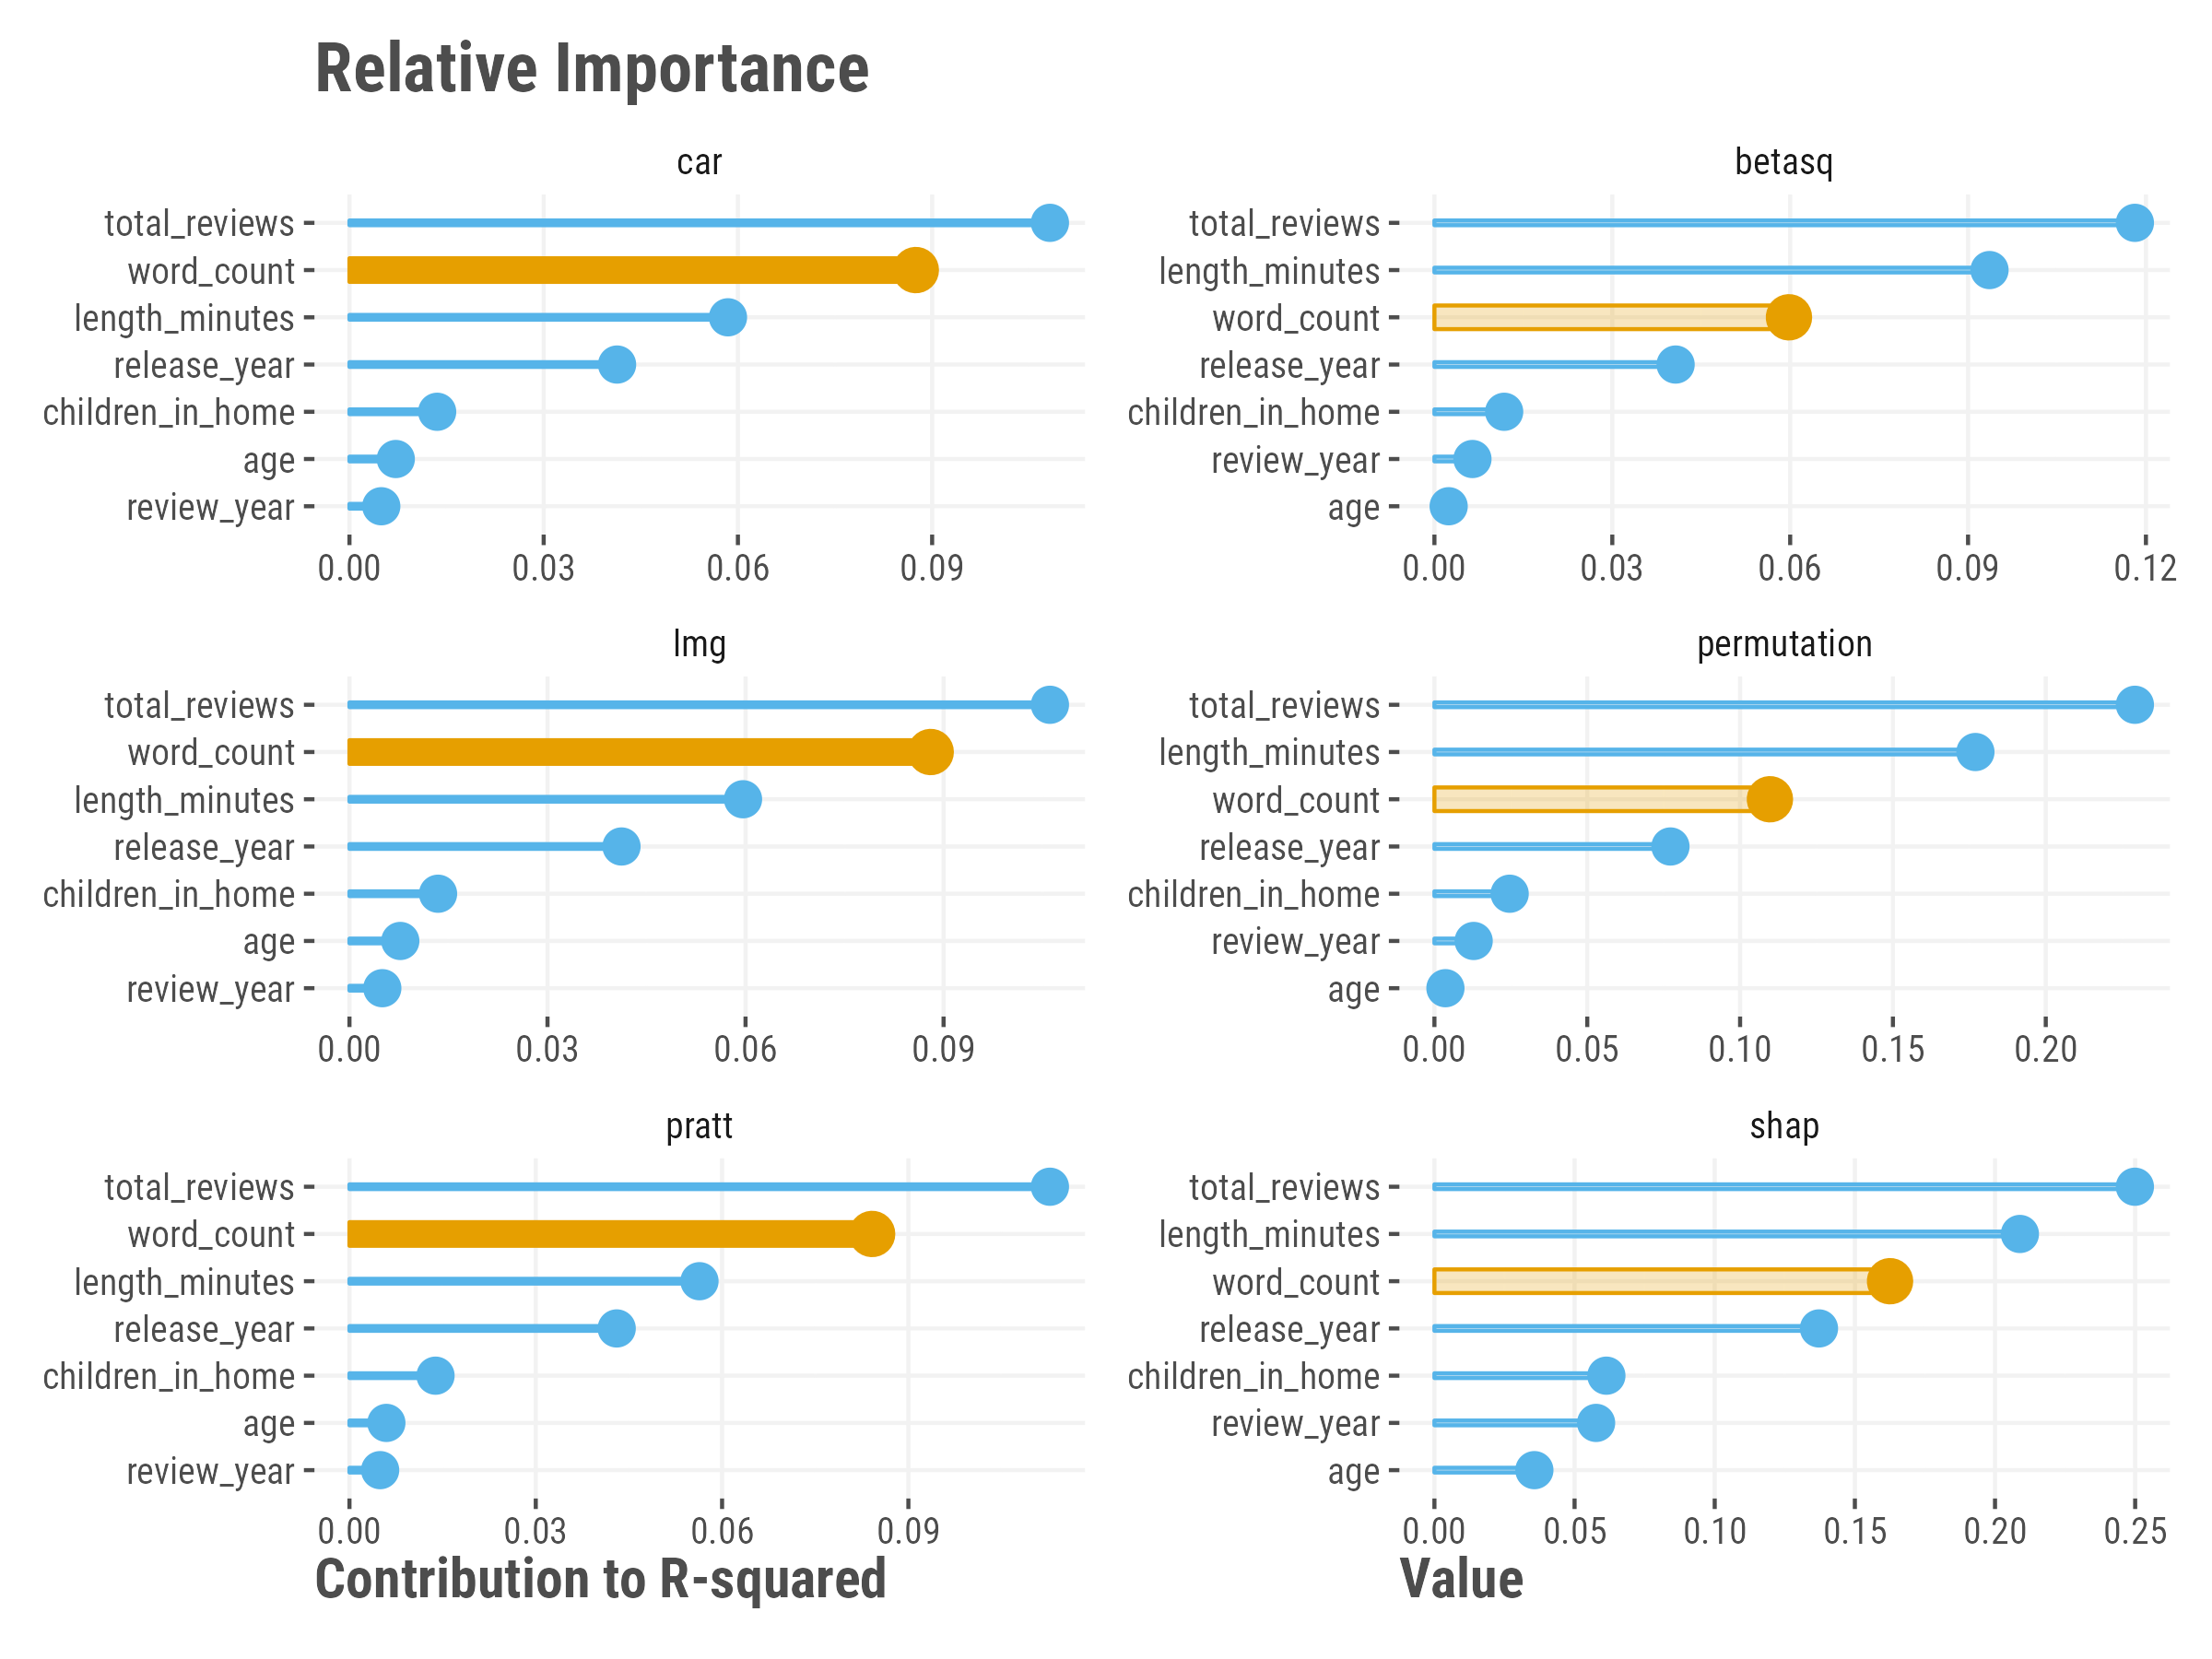 Relative Importance
car
total_reviews
word_count
length_minutes
release_year
children_in_home
age
review_year
0.00 0.03 0.06 0.09
betasq
total_reviews
length_minutes
word_count
release_year
children_in_home
review_year
age
0.00 0.03 0.06 0.09 0.12
lmg
total_reviews
word_count
length_minutes
release_year
children_in_home
age
review_year
0.00 0.03 0.06 0.09
permutation
total_reviews
length_minutes
word_count
release_year
children_in_home
review_year
age
0.00 0.05 0.10 0.15 0.20
pratt
total_reviews
word_count
length_minutes
release_year
children_in_home
age
review_year
0.00 0.03 0.06 0.09
Contribution to R-squared
shap
total_reviews
length_minutes
word_count
release_year
children_in_home
review_year
age
0.00 0.05 0.10 0.15 0.20 0.25
Value